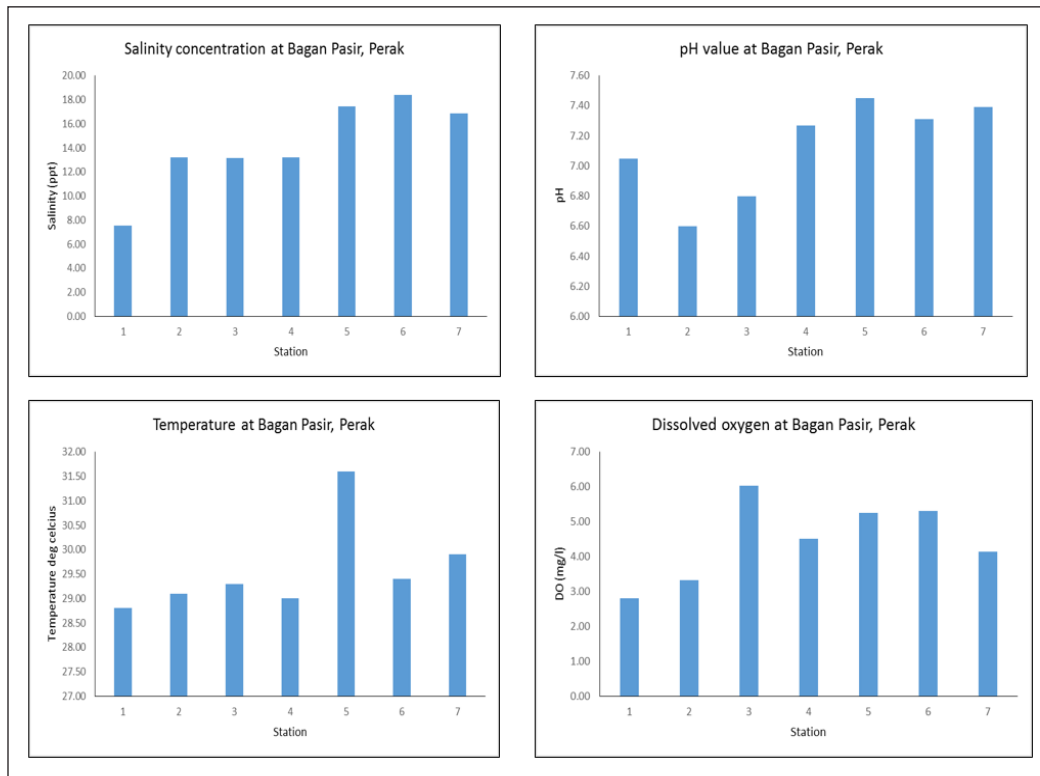 Salinity concentration at Bagan Pasir, Perak
20.00
18.00
16.00
14.00
12.00
10.00
8.00
6.00
4.00
2.00
0.00
Salinity (ppt)
1 2 3 4 5 6 7
Station
pH value at Bagan Pasir, Perak
7.60
7.40
7.20
7.00
6.80
6.60
6.40
6.20
6.00
pH
1 2 3 4 5 6 7
Station
Temperature at Bagan Pasir, Perak
32.00
31.50
31.00
30.50
30.00
29.50
29.00
28.50
28.00
27.50
27.00
Temperature deg celcius
1 2 3 4 5 6 7
Station
Dissolved oxygen at Bagan Pasir, Perak
7.00
6.00
5.00
4.00
3.00
2.00
1.00
0.00
DO (mg/l)
1 2 3 4 5 6 7
Station